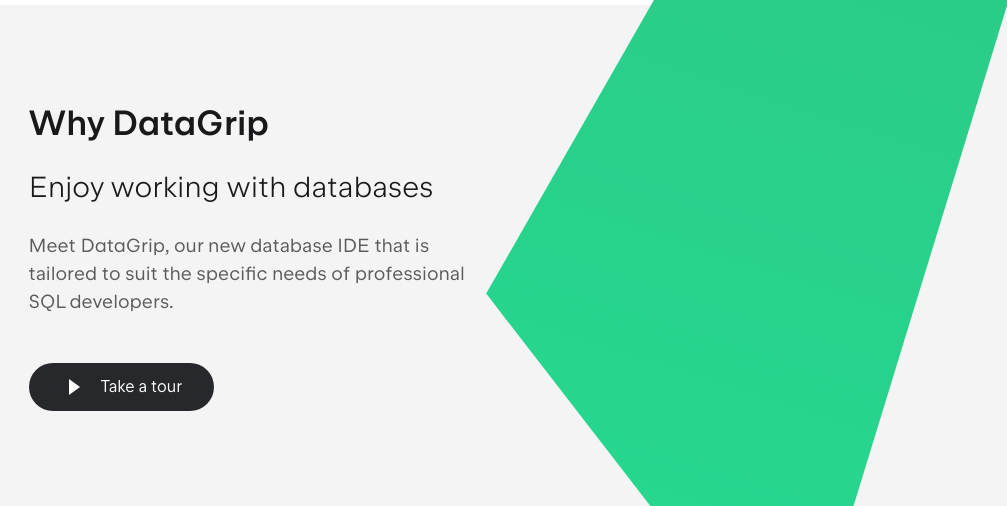 Why DataGrip
Enjoy working with databases
Meet DataGrip, our new database IDE that is
tailored to suit the specific needs of professional
SQL developers.
Take a tour